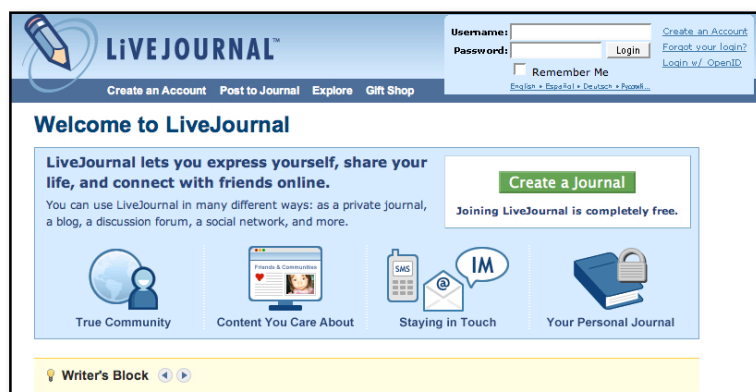 LiVEJOURNAL™
Username:
Create an Account
Password:
Login
Forgot your login?
Remember Me
Login w/ OpenID
English • Español • Deutsch • Русский…
Create an Account Post to Journal Explore Gift Shop
Welcome to LiveJournal
LiveJournal lets you express yourself, share your
life, and connect with friends online.
You can use LiveJournal in many different ways: as a private journal,
a blog, a discussion forum, a social network, and more.
Create a Journal
Joining LiveJournal is completely free.
Friends & Communities
SMS
@
IM
True Community
Content You Care About
Staying in Touch
Your Personal Journal
Writer's Block